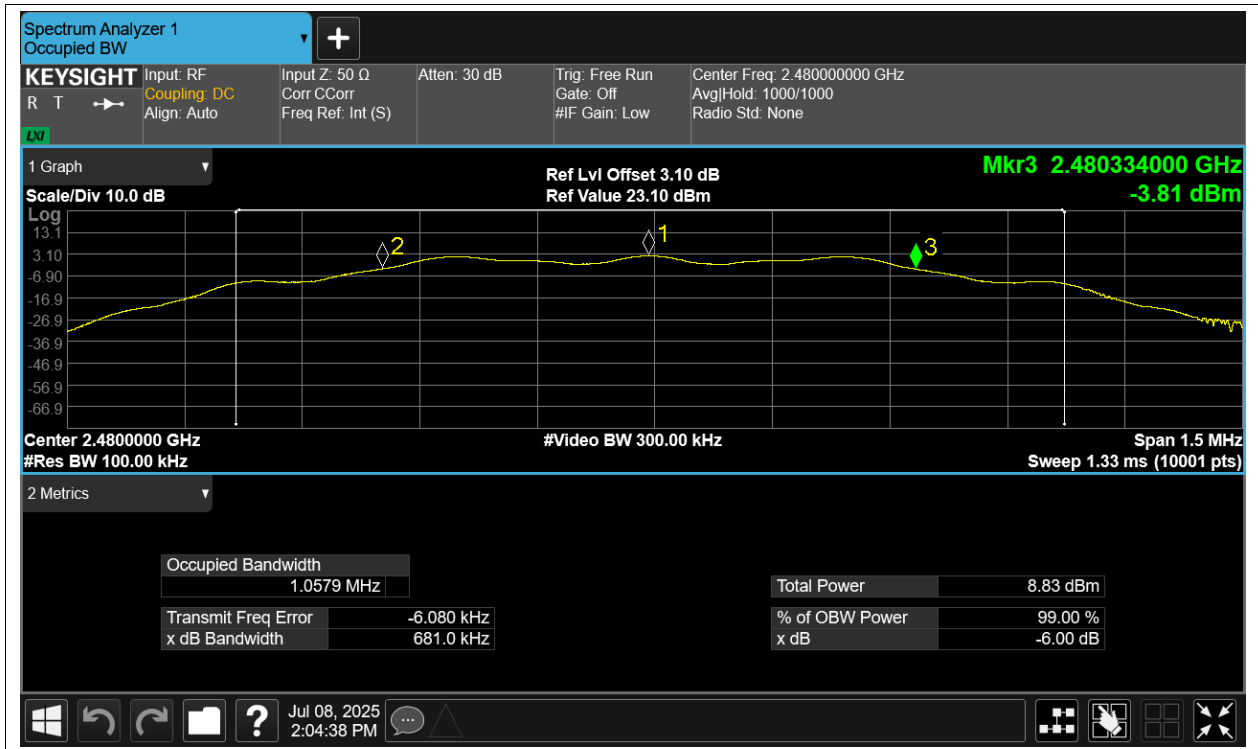 Spectrum Analyzer 1
Occupied BW
KEYSIGHT
R T
LXI
Input: RF
Coupling: DC
Align: Auto
Input Z: 50 Ω
Corr CCorr
Freq Ref: Int (S)
Atten: 30 dB
Trig: Free Run
Gate: Off
#IF Gain: Low
Center Freq: 2.480000000 GHz
Avg|Hold: 1000/1000
Radio Std: None
1 Graph
Scale/Div 10.0 dB
Ref Lvl Offset 3.10 dB
Ref Value 23.10 dBm
Mkr3 2.480334000 GHz
-3.81 dBm
Log
13.1
3.10
-6.90
-16.9
-26.9
-36.9
-46.9
-56.9
-66.9
2
1
3
Center 2.4800000 GHz
#Res BW 100.00 kHz
#Video BW 300.00 kHz
Span 1.5 MHz
Sweep 1.33 ms (10001 pts)
2 Metrics
Occupied Bandwidth
1.0579 MHz
Transmit Freq Error -6.080 kHz
x dB Bandwidth 681.0 kHz
Total Power 8.83 dBm
% of OBW Power 99.00 %
x dB -6.00 dB
?
Jul 08, 2025
2:04:38 PM